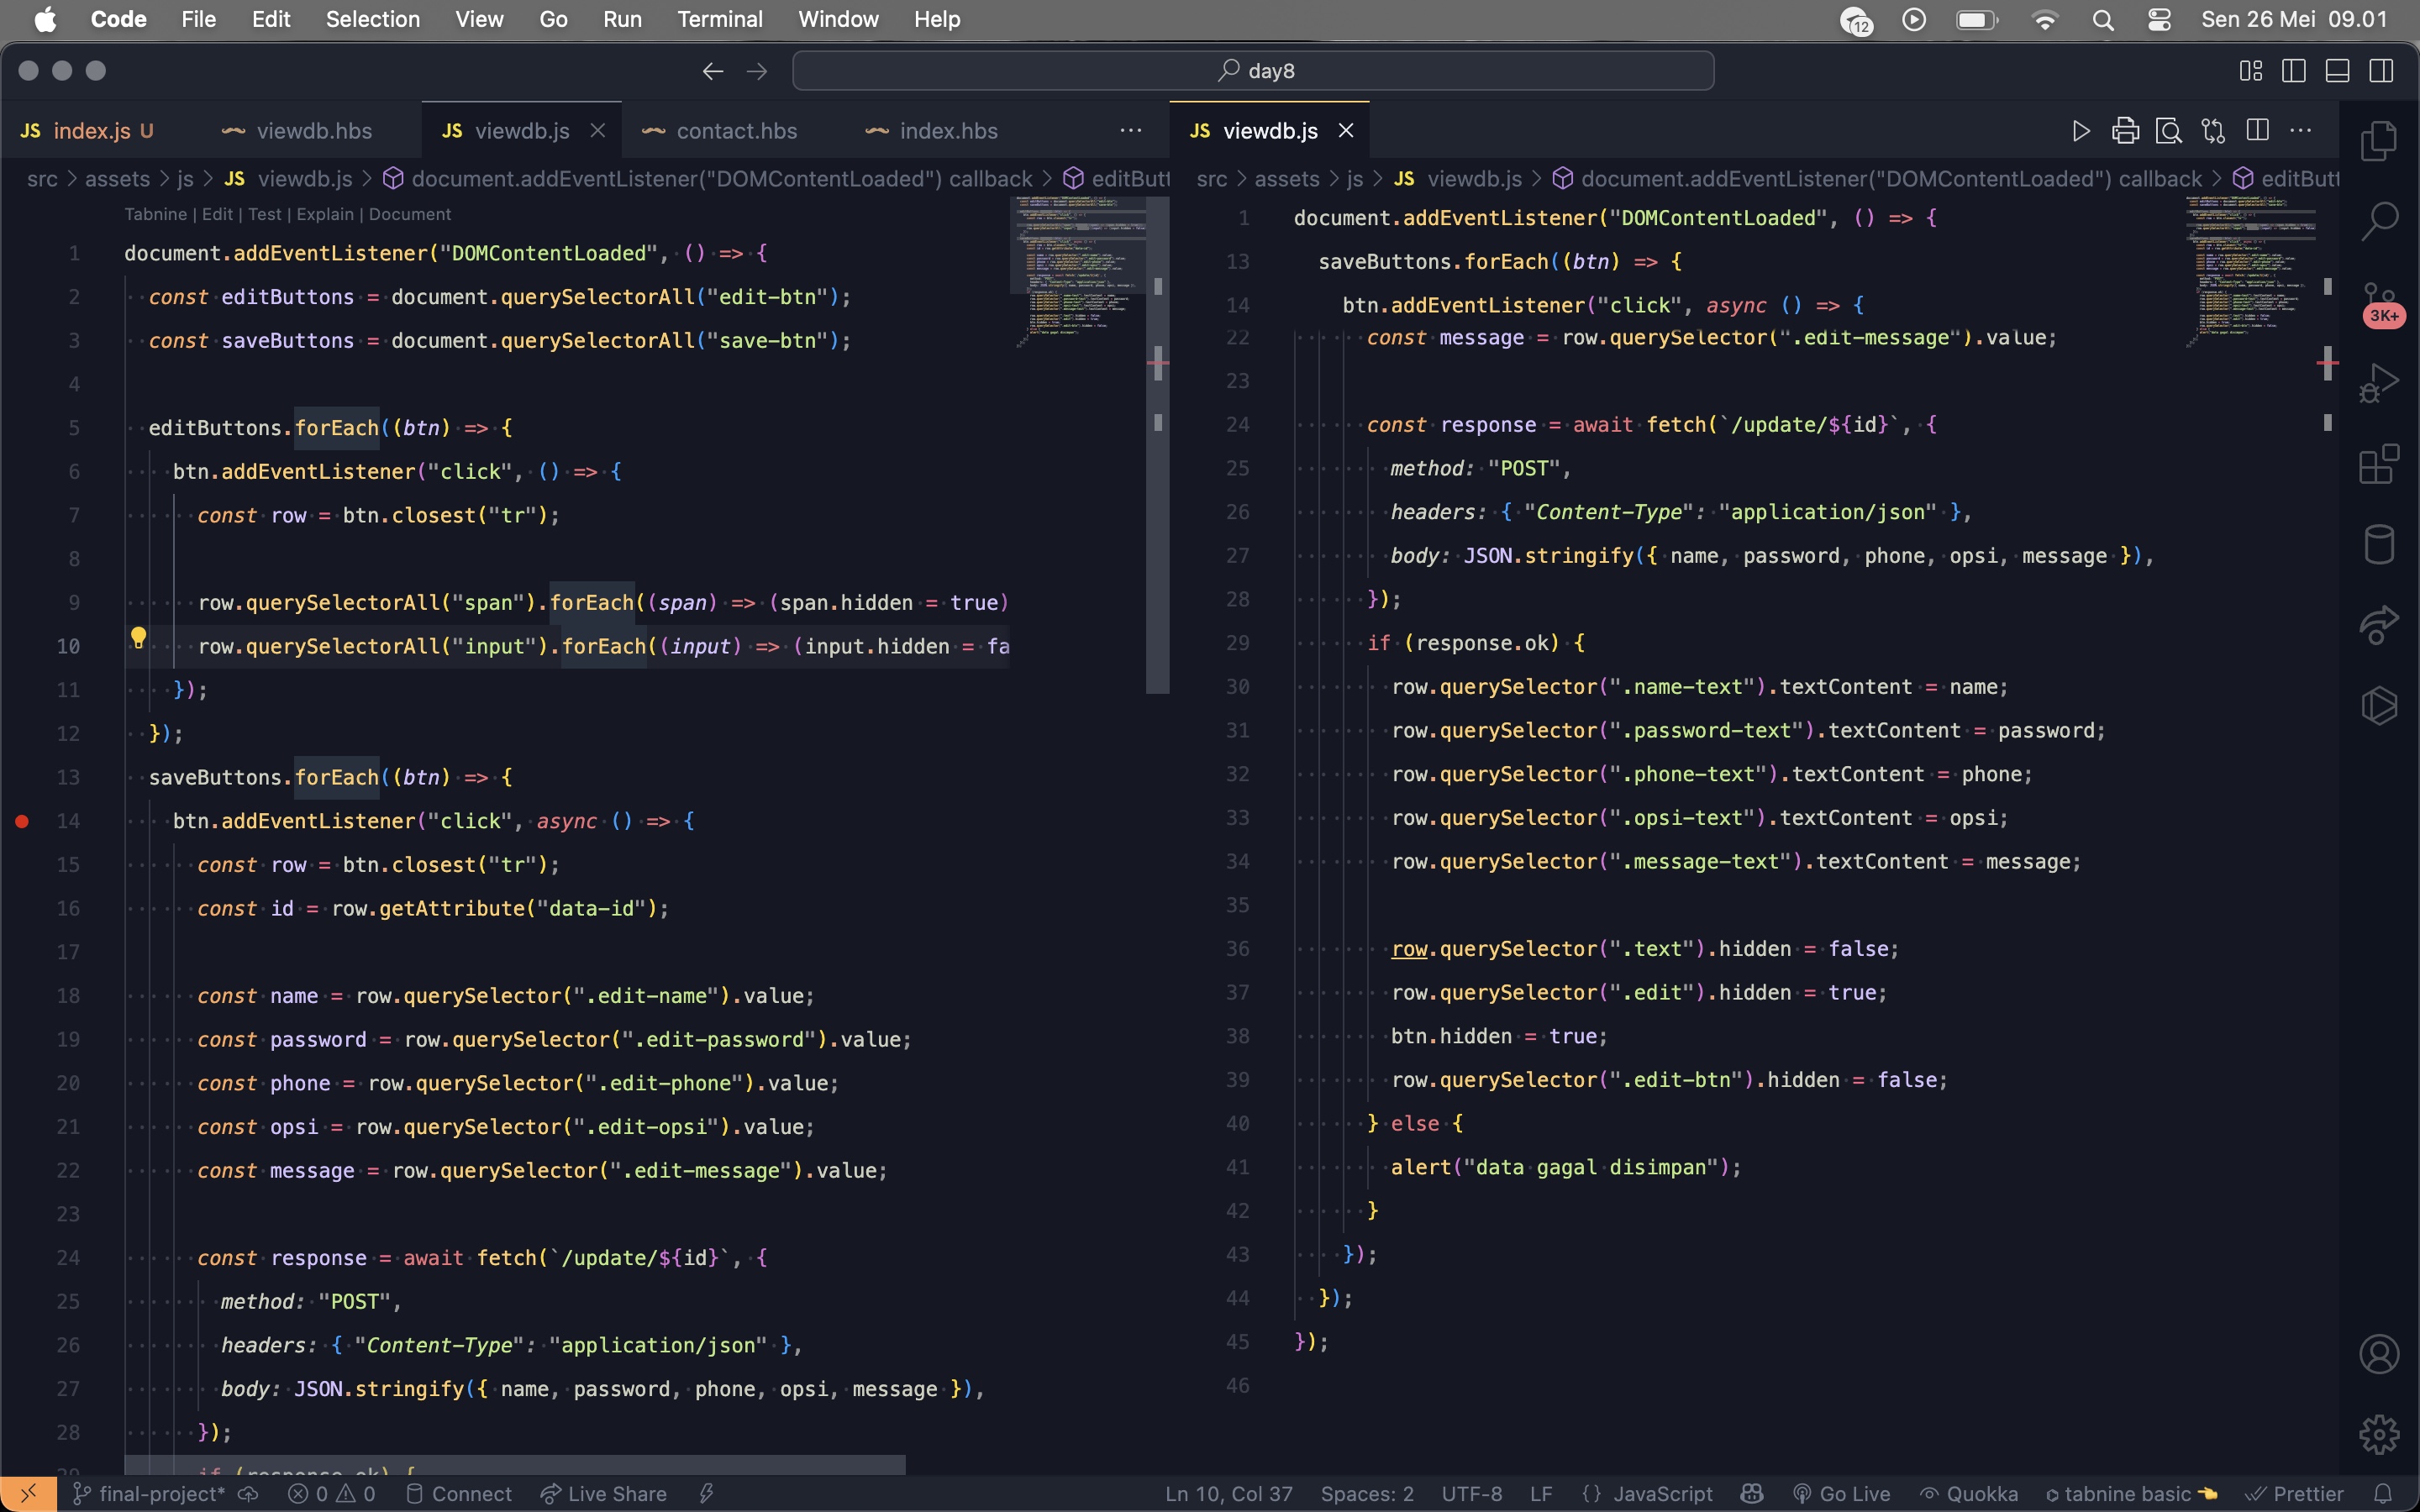 Code File Edit Selection View Go Run Terminal Window Help 12 Sen 26 Mei 09.01
day8
JS index.js U viewdb.hbs JS viewdb.js contact.hbs index.hbs ...
src > assets > js > JS viewdb.js > document.addEventListener("DOMContentLoaded") callback > editButt
Tabnine | Edit | Test | Explain | Document
1 document.addEventListener("DOMContentLoaded", () => {
2 const editButtons = document.querySelectorAll("edit-btn");
3 const saveButtons = document.querySelectorAll("save-btn");
4
5 editButtons.forEach((btn) => {
6 btn.addEventListener("click", () => {
7 const row = btn.closest("tr");
8
9 row.querySelectorAll("span").forEach((span) => (span.hidden = true)
10 row.querySelectorAll("input").forEach((input) => (input.hidden = fa
11 });
12 });
13 saveButtons.forEach((btn) => {
14 btn.addEventListener("click", async () => {
15 const row = btn.closest("tr");
16 const id = row.getAttribute("data-id");
17
18 const name = row.querySelector(".edit-name").value;
19 const password = row.querySelector(".edit-password").value;
20 const phone = row.querySelector(".edit-phone").value;
21 const opsi = row.querySelector(".edit-opsi").value;
22 const message = row.querySelector(".edit-message").value;
23
24 const response = await fetch(`/update/${id}`, {
25 method: "POST",
26 headers: { "Content-Type": "application/json" },
27 body: JSON.stringify({ name, password, phone, opsi, message }),
28 });
29 if (response.ok) {
JS viewdb.js ...
src > assets > js > JS viewdb.js > document.addEventListener("DOMContentLoaded") callback > editButt
1 document.addEventListener("DOMContentLoaded", () => {
13 saveButtons.forEach((btn) => {
14 btn.addEventListener("click", async () => {
22 const message = row.querySelector(".edit-message").value;
23
24 const response = await fetch(`/update/${id}`, {
25 method: "POST",
26 headers: { "Content-Type": "application/json" },
27 body: JSON.stringify({ name, password, phone, opsi, message }),
28 });
29 if (response.ok) {
30 row.querySelector(".name-text").textContent = name;
31 row.querySelector(".password-text").textContent = password;
32 row.querySelector(".phone-text").textContent = phone;
33 row.querySelector(".opsi-text").textContent = opsi;
34 row.querySelector(".message-text").textContent = message;
35
36 row.querySelector(".text").hidden = false;
37 row.querySelector(".edit").hidden = true;
38 btn.hidden = true;
39 row.querySelector(".edit-btn").hidden = false;
40 } else {
41 alert("data gagal disimpan");
42 }
43 });
44 });
45 });
46
3K+
final-project* 0 0 Connect Live Share Ln 10, Col 37 Spaces: 2 UTF-8 LF {} JavaScript Go Live Quokka tabnine basic Prettier